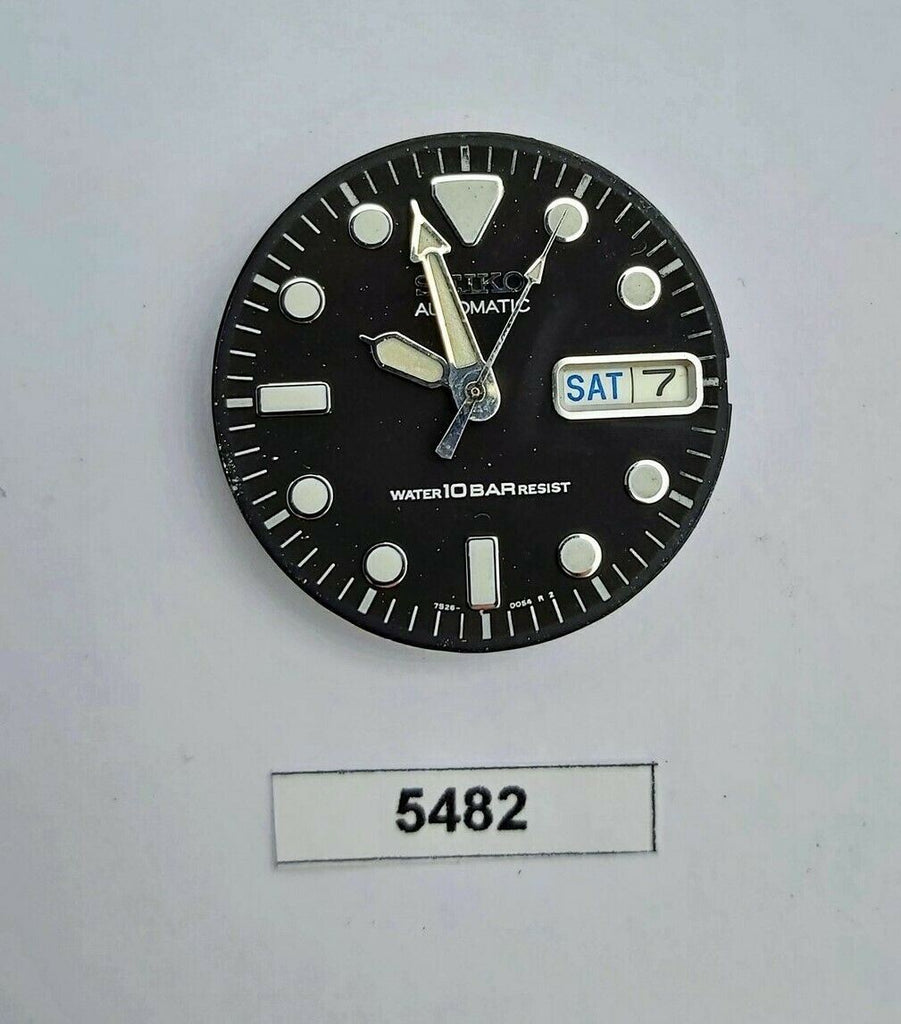 SEIKO
AUTOMATIC
SAT 7
WATER 10 BAR RESIST
7S26- 0054 R 2
5482